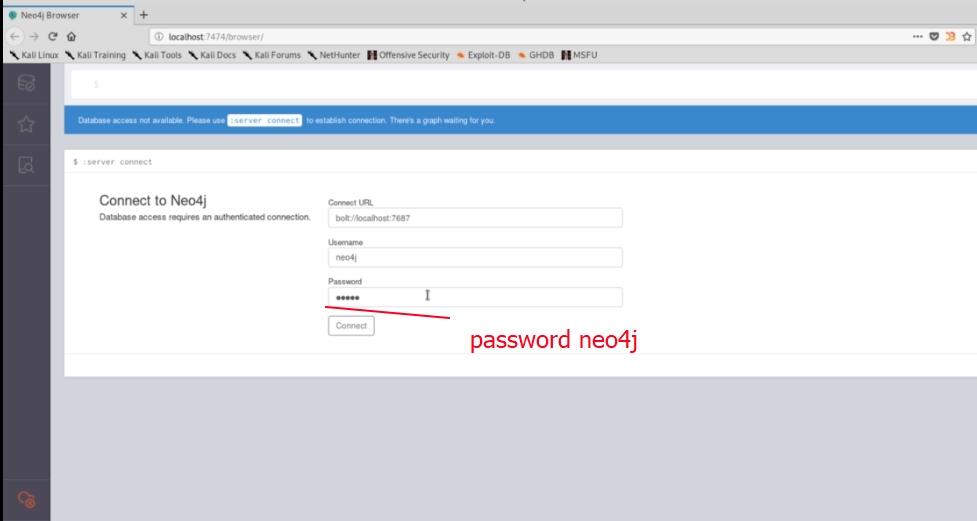 Neo4j Browser
localhost:7474/browser/
Kali Linux Kali Training Kali Tools Kali Docs Kali Forums NetHunter Offensive Security Exploit-DB GHDB MSFU
$
Database access not available. Please use :server connect to establish connection. There's a graph waiting for you.
$ :server connect
Connect to Neo4j
Database access requires an authenticated connection.
Connect URL
bolt://localhost:7687
Username
neo4j
Password
•••••
Connect
password neo4j